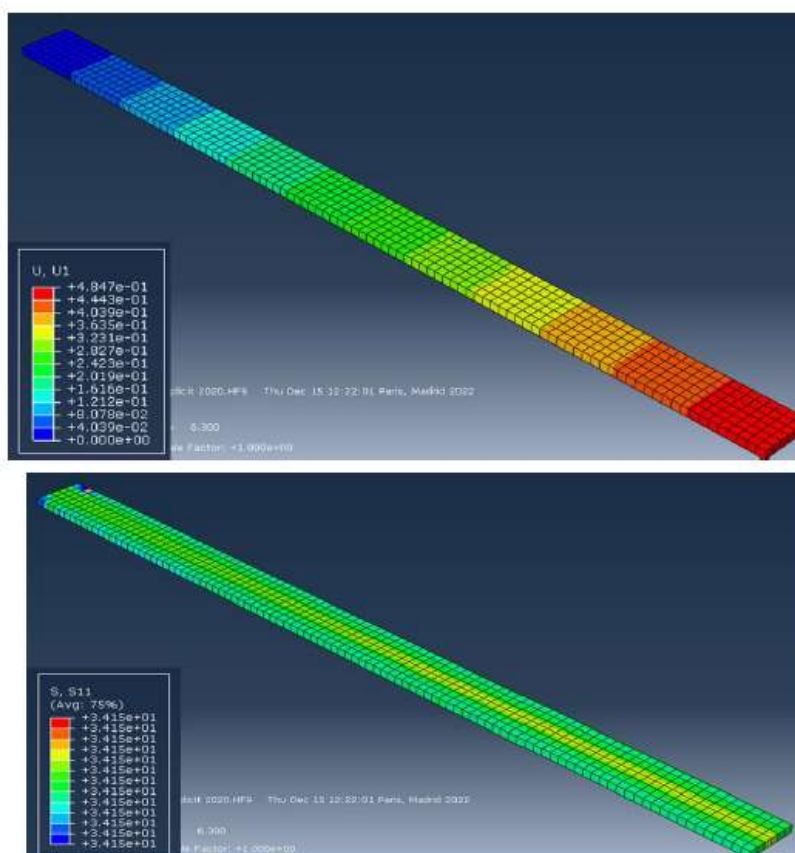 U, U1
+4.847e-01
+4.443e-01
+4.039e-01
+3.635e-01
+3.231e-01
+2.827e-01
+2.423e-01
+2.019e-01
+1.616e-01
+1.212e-01
+8.078e-02
+4.039e-02
+0.000e+00
2020.HF9 Thu Dec 15 12:22:01 Paris, Madrid 2022
6.300
Factor: +1.000e+00
S, S11
(Avg: 75%)
+3.415e+01
+3.415e+01
+3.415e+01
+3.415e+01
+3.415e+01
+3.415e+01
+3.415e+01
+3.415e+01
+3.415e+01
+3.415e+01
+3.415e+01
+3.415e+01
+3.415e+01
2020.HF9 Thu Dec 15 12:22:01 Paris, Madrid 2022
6.300
Factor: +1.000e+00